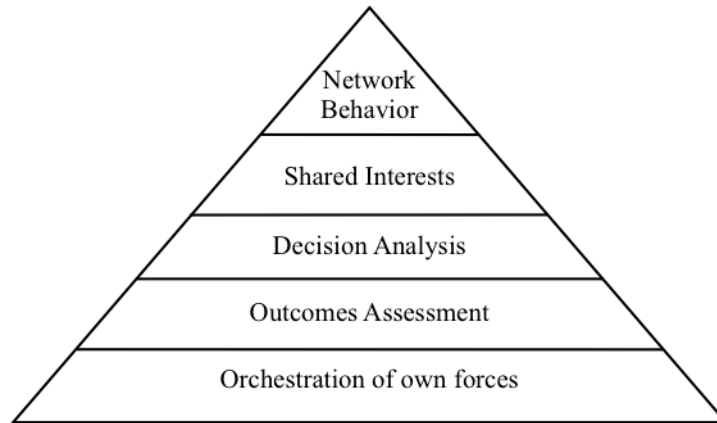 Network
Behavior
Shared Interests
Decision Analysis
Outcomes Assessment
Orchestration of own forces